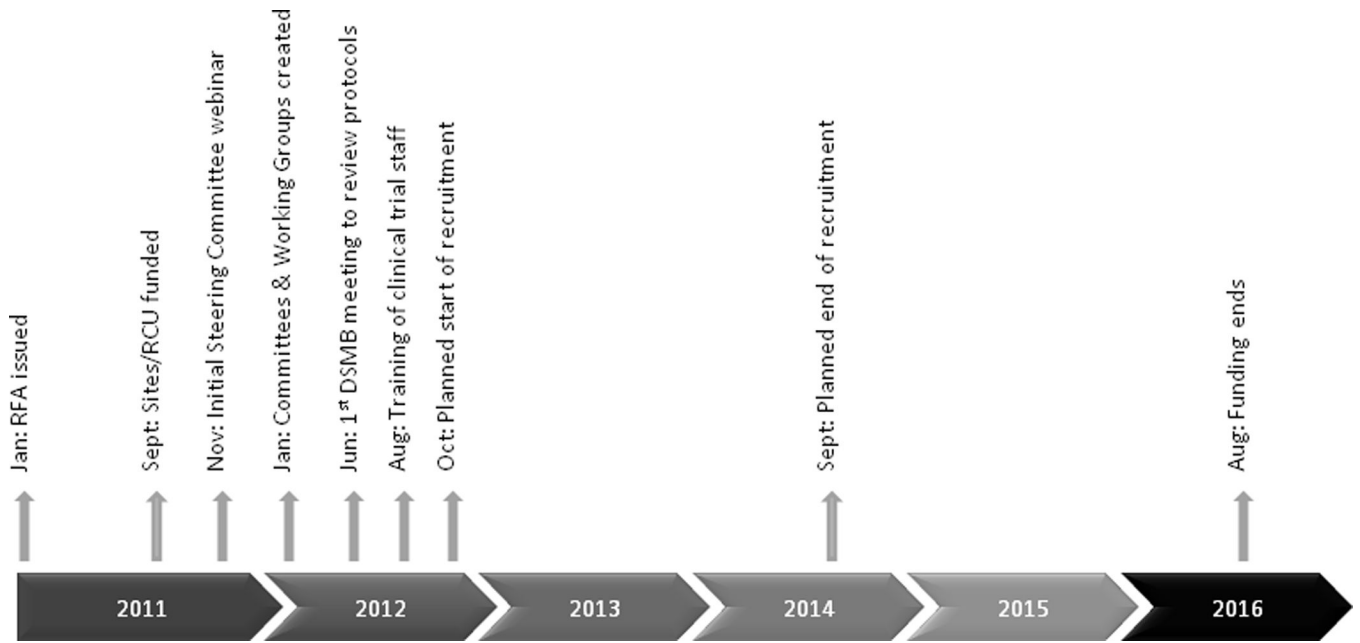 Jan: RFA issued
Sept: Sites/RCU funded
Nov: Initial Steering Committee webinar
Jan: Committees & Working Groups created
Jun: 1st DSMB meeting to review protocols
Aug: Training of clinical trial staff
Oct: Planned start of recruitment
Sept: Planned end of recruitment
Aug: Funding ends
2011
2012
2013
2014
2015
2016